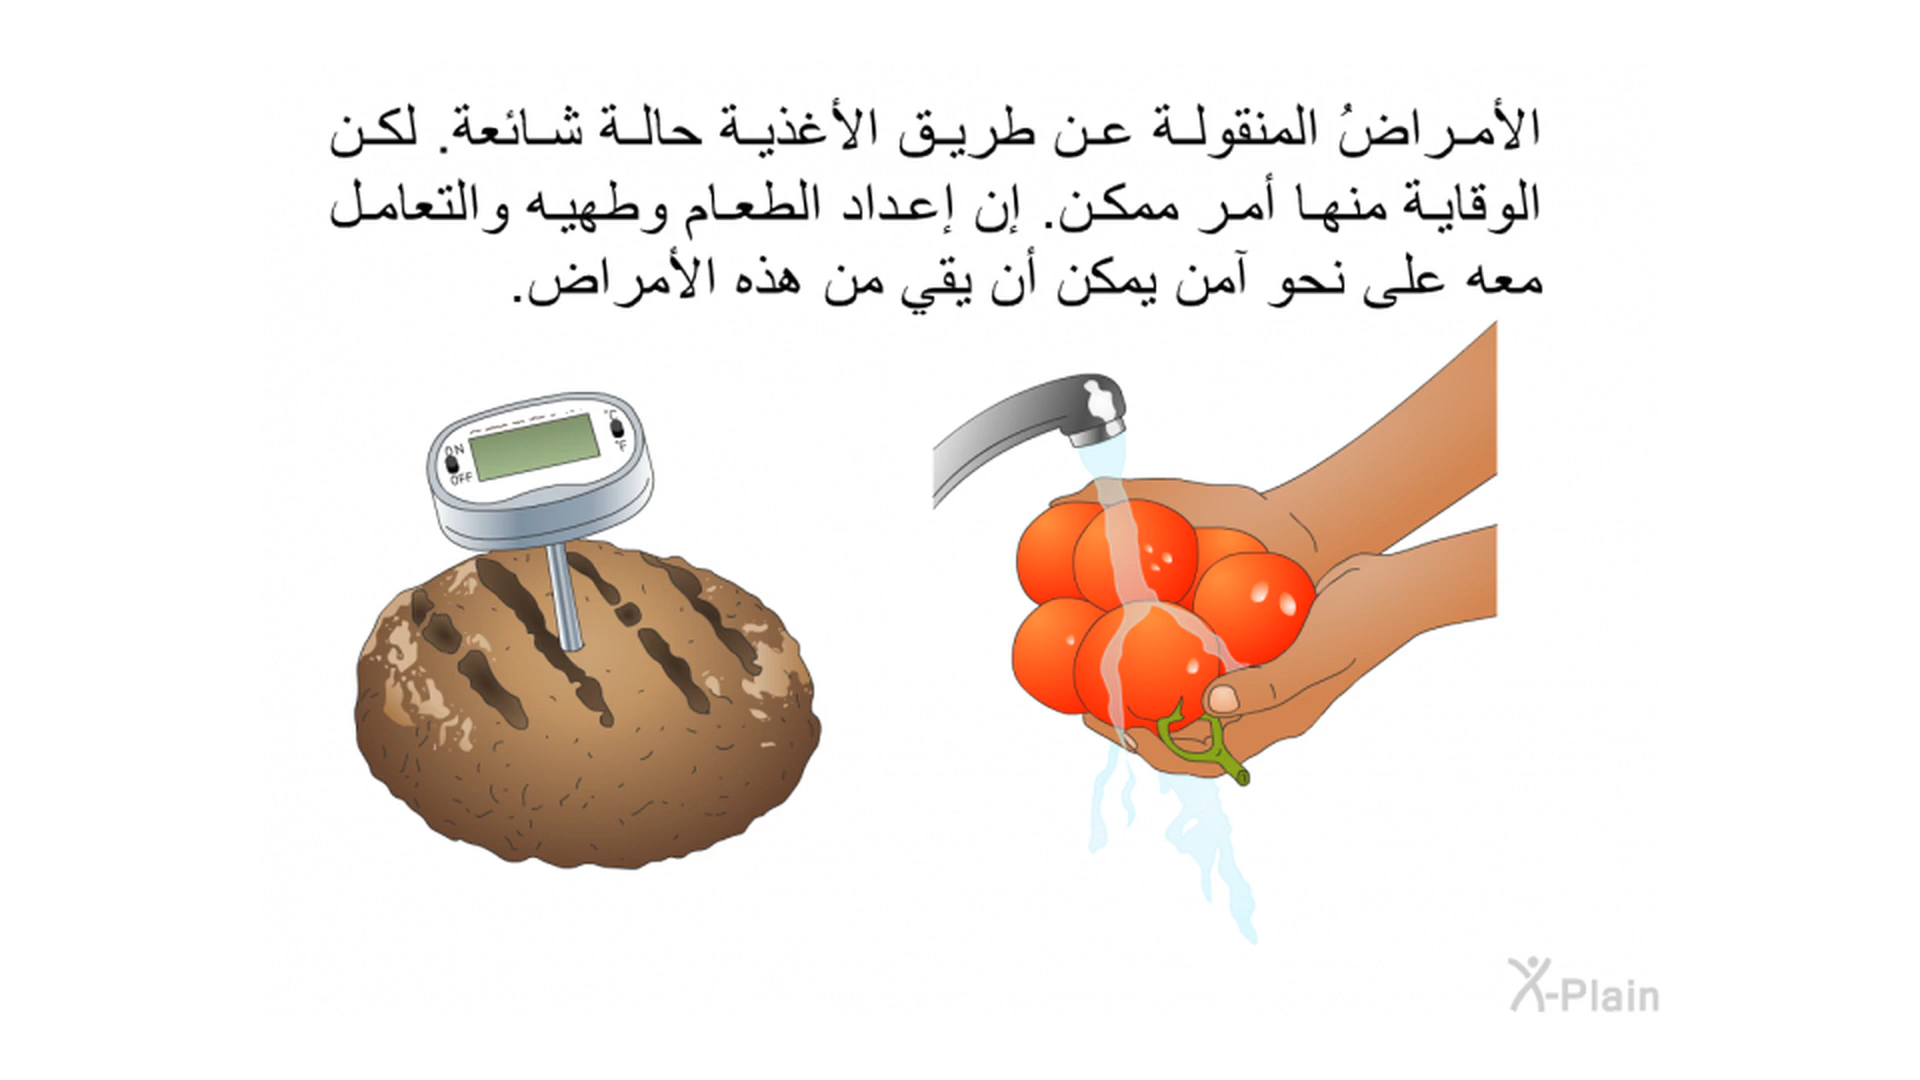 الأمراضُ المنقولة عن طريق الأغذية حالة شائعة. لكن
الوقاية منها أمر ممكن. إن إعداد الطعام وطهيه والتعامل
معه على نحو آمن يمكن أن يقي من هذه الأمراض.
°C
ON
°F
OFF
X-Plain